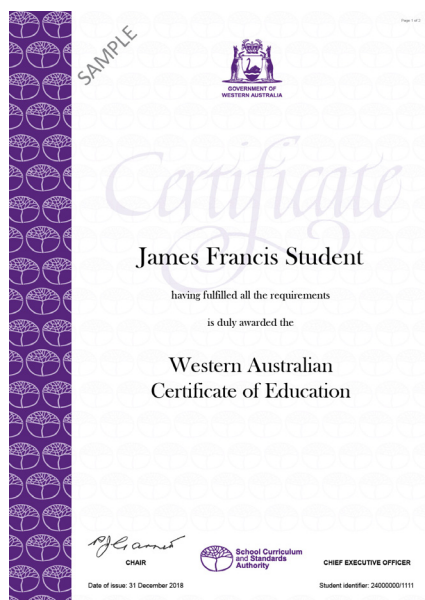 Page 1 of 2
SAMPLE
GOVERNMENT OF
WESTERN AUSTRALIA
Certificate
James Francis Student
having fulfilled all the requirements
is duly awarded the
Western Australian
Certificate of Education
School Curriculum
and Standards
Authority
CHAIR
CHIEF EXECUTIVE OFFICER
Date of issue: 31 December 2018
Student identifier: 24000000/1111